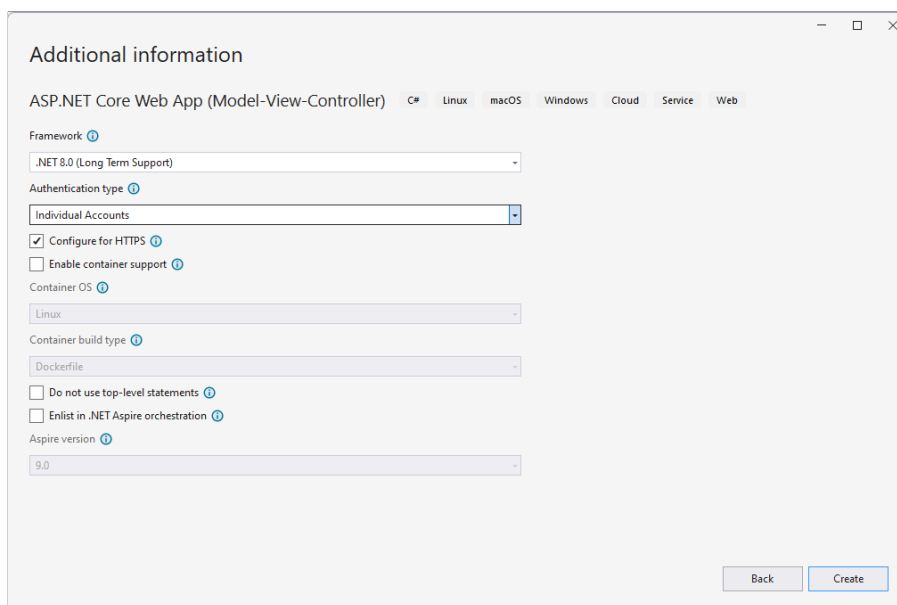 Additional information
ASP.NET Core Web App (Model-View-Controller) C# Linux macOS Windows Cloud Service Web
Framework
.NET 8.0 (Long Term Support)
Authentication type
Individual Accounts
Configure for HTTPS
Enable container support
Container OS
Linux
Container build type
Dockerfile
Do not use top-level statements
Enlist in .NET Aspire orchestration
Aspire version
9.0
Back Create